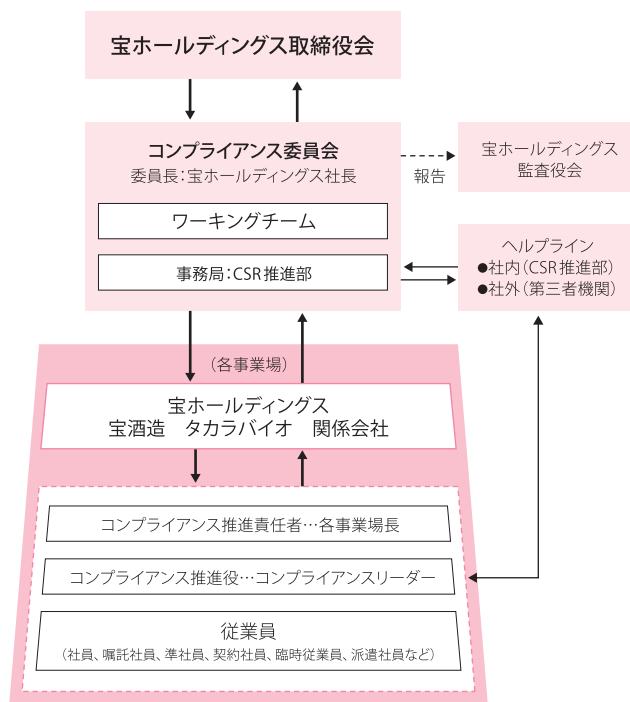 宝ホールディングス取締役会
コンプライアンス委員会
委員長：宝ホールディングス社長
ワーキングチーム
事務局：CSR推進部
報告
宝ホールディングス
監査役会
ヘルプライン
●社内（CSR推進部）
●社外（第三者機関）
（各事業場）
宝ホールディングス
宝酒造　タカラバイオ　関係会社
コンプライアンス推進責任者…各事業場長
コンプライアンス推進役…コンプライアンスリーダー
従業員
（社員、嘱託社員、準社員、契約社員、臨時従業員、派遣社員など）